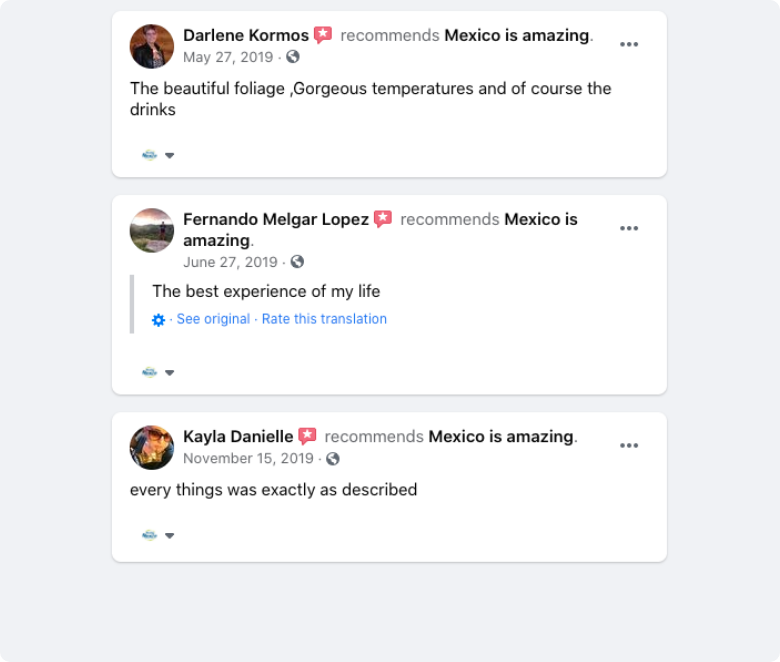 Darlene Kormos recommends Mexico is amazing.
May 27, 2019 ·
The beautiful foliage ,Gorgeous temperatures and of course the
drinks
Fernando Melgar Lopez recommends Mexico is
amazing.
June 27, 2019 ·
The best experience of my life
· See original · Rate this translation
Kayla Danielle recommends Mexico is amazing.
November 15, 2019 ·
every things was exactly as described